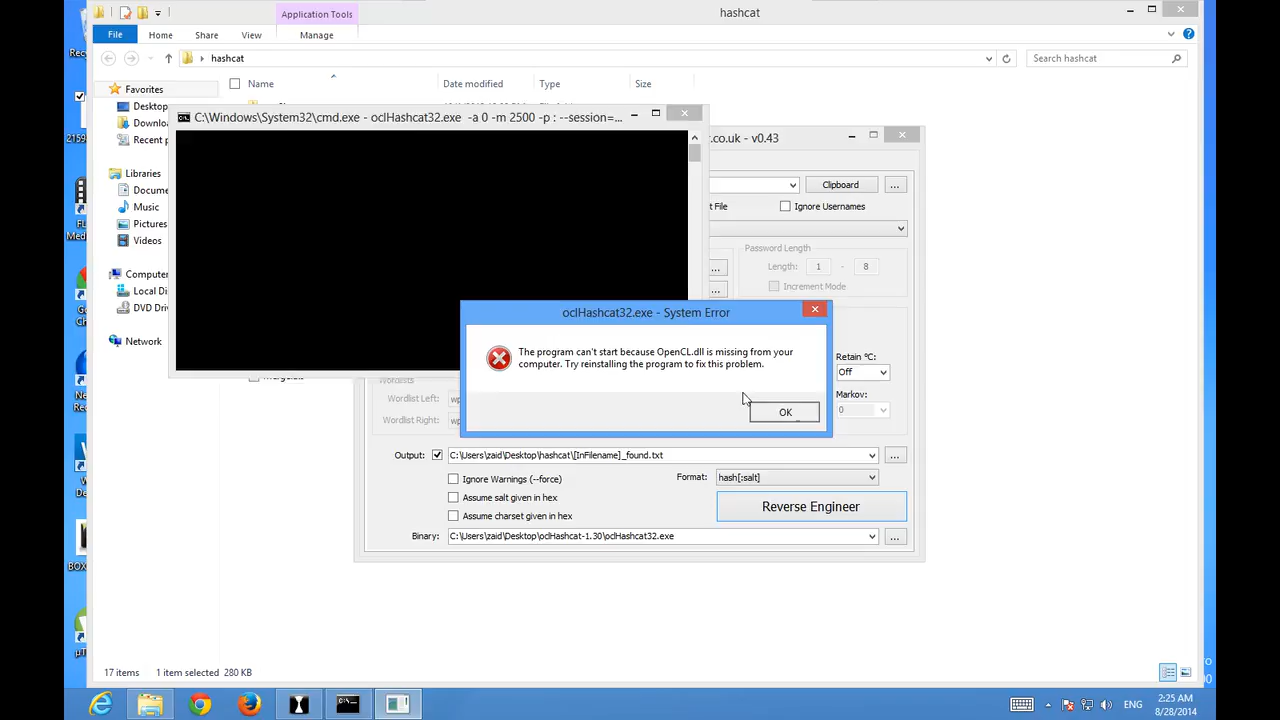 Application Tools
hashcat
File
Home
Share
View
Manage
hashcat
Search hashcat
Favorites
Desktop
Recent p
Libraries
Music
Pictures
Videos
Network
Name
Date modified
Type
Size
C:\Windows\System32\cmd.exe - oclHashcat32.exe -a 0 -m 2500 -p : --session=...
.co.uk - v0.43
Clipboard
...
t File
Ignore Usernames
Password Length
...
Length:
1
-
8
...
Increment Mode
oclHashcat32.exe - System Error
The program can't start because OpenCL.dll is missing from your
computer. Try reinstalling the program to fix this problem.
OK
Retain °C:
Off
Markov:
0
Wordlists
Wordlist Left:
Wordlist Right:
Output:
C:\Users\zaid\Desktop\hashcat\[InFilename]_found.txt
...
Ignore Warnings (--force)
Format:
hash[:salt]
Assume salt given in hex
Assume charset given in hex
Reverse Engineer
Binary:
C:\Users\zaid\Desktop\oclHashcat-1.30\oclHashcat32.exe
...
17 items
1 item selected 280 KB
ENG
2:25 AM
8/28/2014